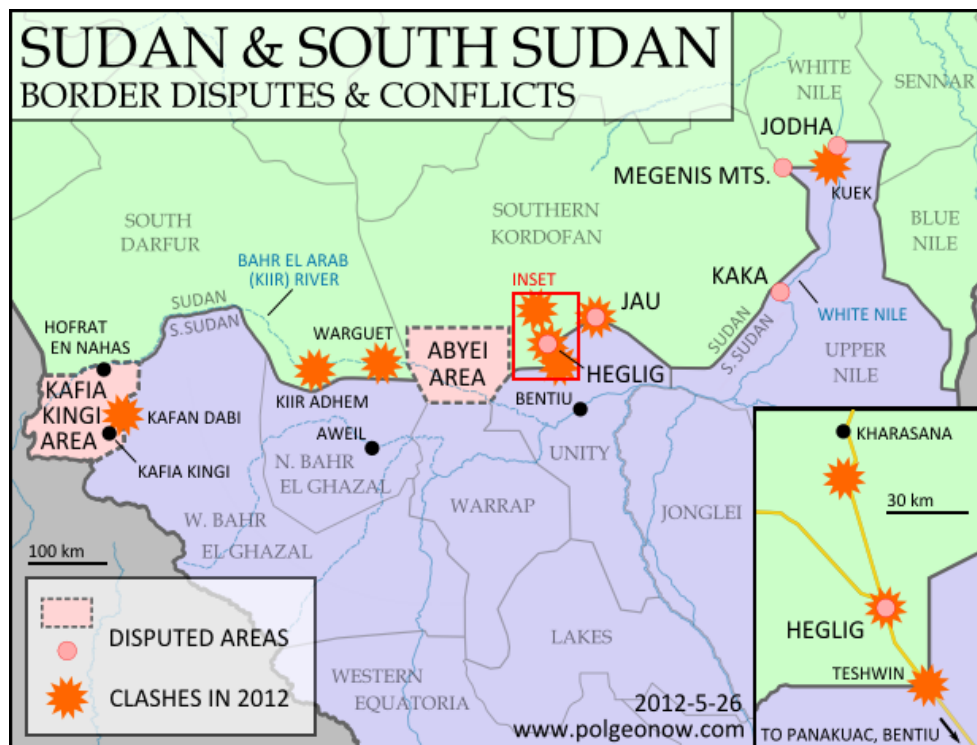 SUDAN & SOUTH SUDAN
BORDER DISPUTES & CONFLICTS
WHITE
NILE
SENNAR
JODHA
MEGENIS MTS.
KUEK
SOUTH
DARFUR
SOUTHERN
KORDOFAN
BLUE
NILE
BAHR EL ARAB
(KIIR) RIVER
INSET
KAKA
SUDAN
S.SUDAN
JAU
SUDAN
S. SUDAN
WHITE NILE
HOFRAT
EN NAHAS
WARGUET
ABYEI
AREA
UPPER
NILE
HEGLIG
KAFIA
KINGI
AREA
KAFAN DABI
KIIR ADHEM
BENTIU
AWEIL
KAFIA KINGI
N. BAHR
EL GHAZAL
UNITY
WARRAP
JONGLEI
W. BAHR
EL GHAZAL
100 km
KHARASANA
30 km
DISPUTED AREAS
CLASHES IN 2012
LAKES
WESTERN
EQUATORIA
HEGLIG
TESHWIN
TO PANAKUAC, BENTIU
2012-5-26
www.polgeonow.com